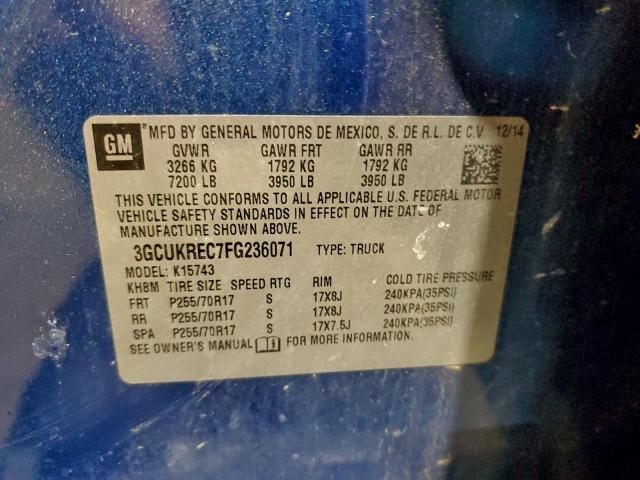 GM ® MFD BY GENERAL MOTORS DE MEXICO, S. DE R.L. DE C.V. 12/14
GVWR GAWR FRT GAWR RR
3266 KG 1792 KG 1792 KG
7200 LB 3950 LB 3950 LB
THIS VEHICLE CONFORMS TO ALL APPLICABLE U.S. FEDERAL MOTOR
VEHICLE SAFETY STANDARDS IN EFFECT ON THE DATE OF
MANUFACTURE SHOWN ABOVE.
3GCUKREC7FG236071 TYPE: TRUCK
MODEL: K15743
KH8M TIRE SIZE SPEED RTG RIM COLD TIRE PRESSURE
FRT P255/70R17 S 17X8J 240KPA(35PSI)
RR P255/70R17 S 17X8J 240KPA(35PSI)
SPA P255/70R17 S 17X7.5J 240KPA(35PSI)
SEE OWNER'S MANUAL FOR MORE INFORMATION.